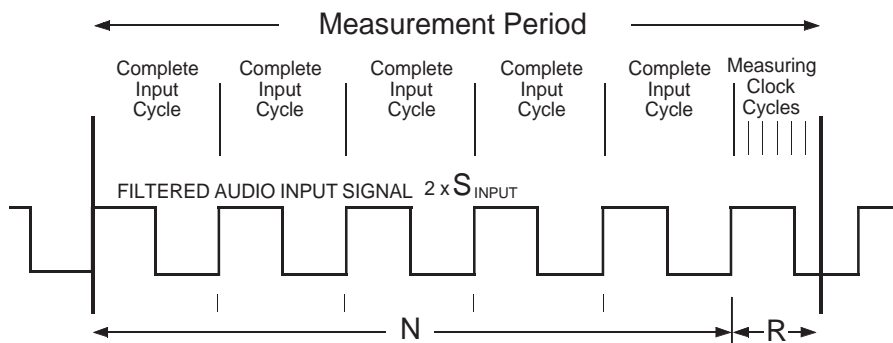 Measurement Period
Complete Input Cycle
Complete Input Cycle
Complete Input Cycle
Complete Input Cycle
Complete Input Cycle
Measuring Clock Cycles
FILTERED AUDIO INPUT SIGNAL 2 x SINPUT
N
R